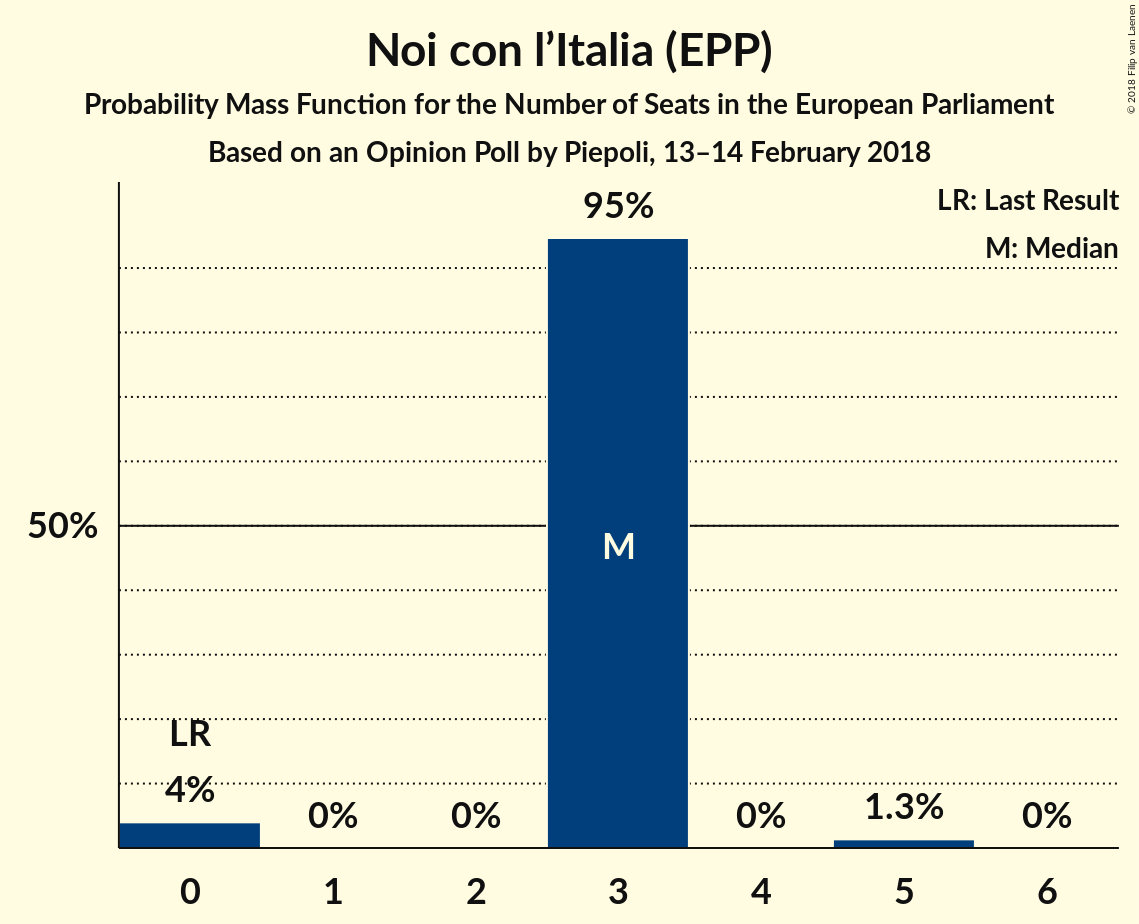 Noi con l’Italia (EPP)
Probability Mass Function for the Number of Seats in the European Parliament
Based on an Opinion Poll by Piepoli, 13–14 February 2018
© 2018 Filip van Laenen
LR: Last Result
M: Median
95%
50%
M
LR
4%
0%
0%
0%
1.3%
0%
0
1
2
3
4
5
6